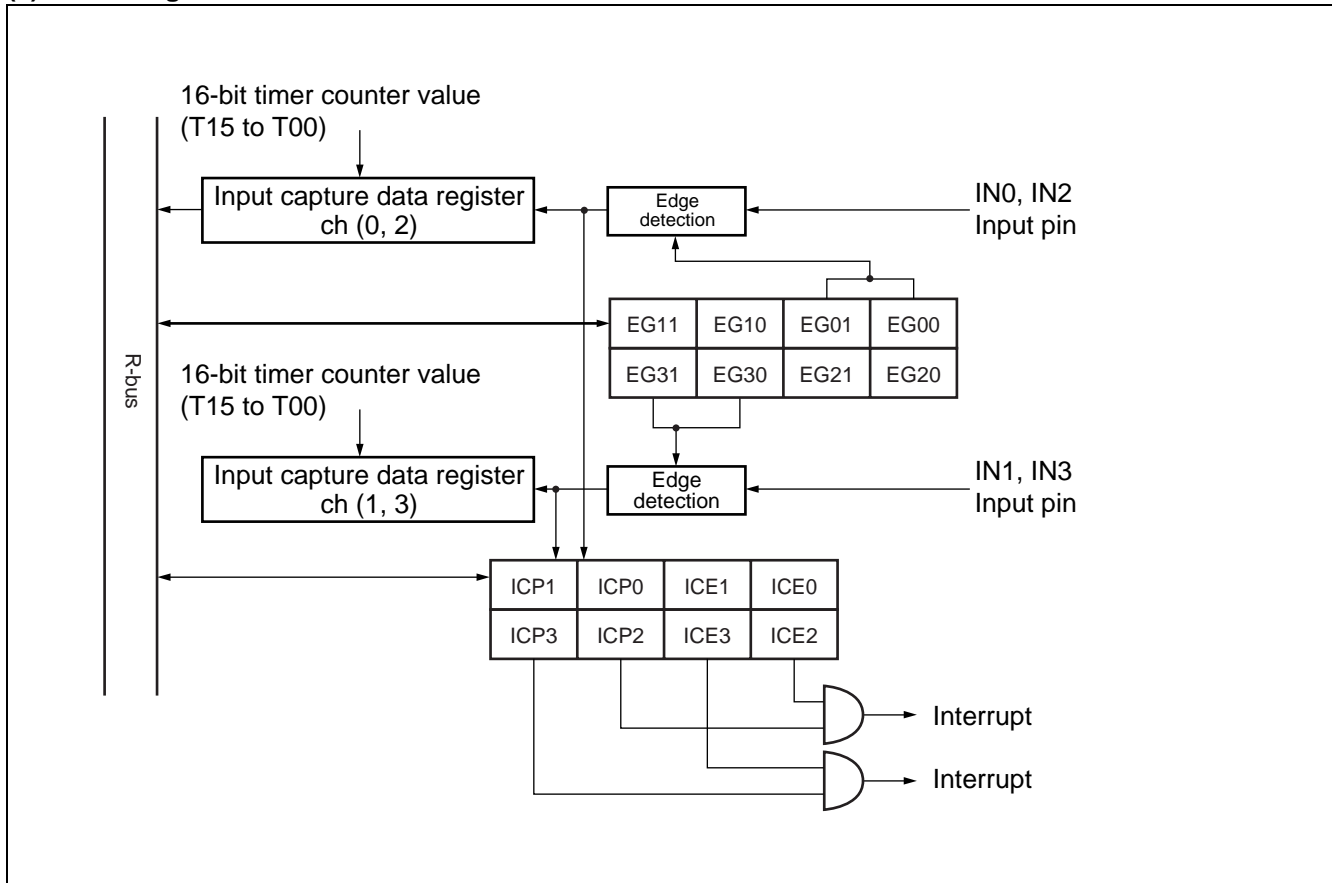 16-bit timer counter value
(T15 to T00)
Input capture data register
ch (0, 2)
Edge
detection
IN0, IN2
Input pin
EG11 EG10 EG01 EG00
EG31 EG30 EG21 EG20
R-bus
16-bit timer counter value
(T15 to T00)
Input capture data register
ch (1, 3)
Edge
detection
IN1, IN3
Input pin
ICP1 ICP0 ICE1 ICE0
ICP3 ICP2 ICE3 ICE2
Interrupt
Interrupt